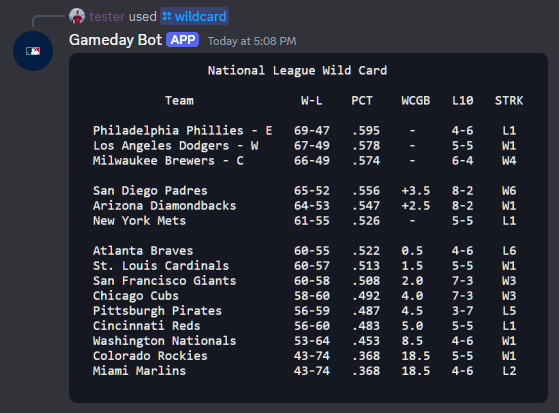 tester used wildcard
Gameday Bot APP Today at 5:08 PM
National League Wild Card
Team W-L PCT WCGB L10 STRK
Philadelphia Phillies - E 69-47 .595 - 4-6 L1
Los Angeles Dodgers - W 67-49 .578 - 5-5 W1
Milwaukee Brewers - C 66-49 .574 - 6-4 W4
San Diego Padres 65-52 .556 +3.5 8-2 W6
Arizona Diamondbacks 64-53 .547 +2.5 8-2 W1
New York Mets 61-55 .526 - 5-5 L1
Atlanta Braves 60-55 .522 0.5 4-6 L6
St. Louis Cardinals 60-57 .513 1.5 5-5 W1
San Francisco Giants 60-58 .508 2.0 7-3 W3
Chicago Cubs 58-60 .492 4.0 7-3 W3
Pittsburgh Pirates 56-59 .487 4.5 3-7 L5
Cincinnati Reds 56-60 .483 5.0 5-5 L1
Washington Nationals 53-64 .453 8.5 4-6 W1
Colorado Rockies 43-74 .368 18.5 5-5 W1
Miami Marlins 43-74 .368 18.5 4-6 L2